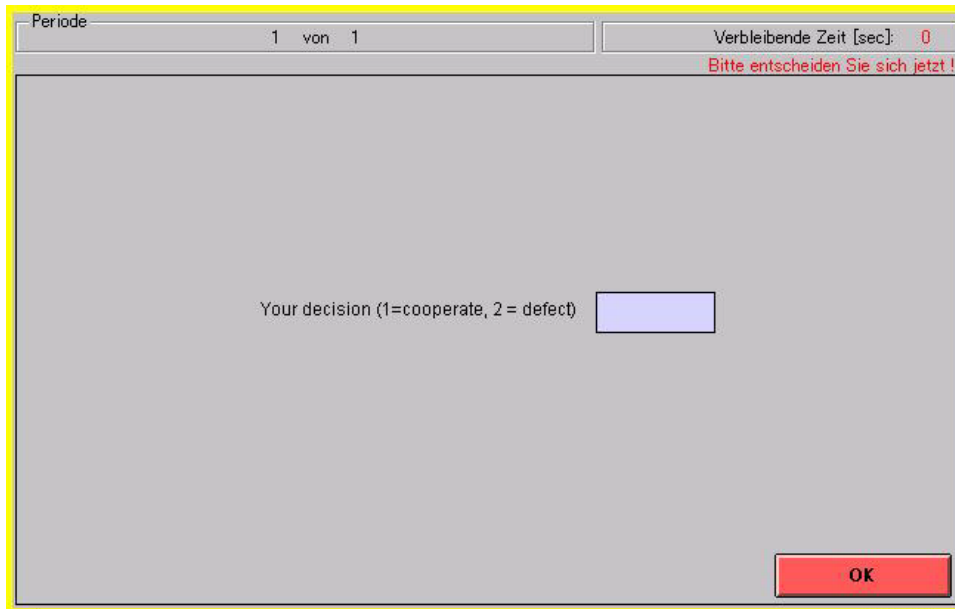 Periode
1 von 1
Verbleibende Zeit [sec]: 0
Bitte entscheiden Sie sich jetzt !
Your decision (1=cooperate, 2 = defect)
OK